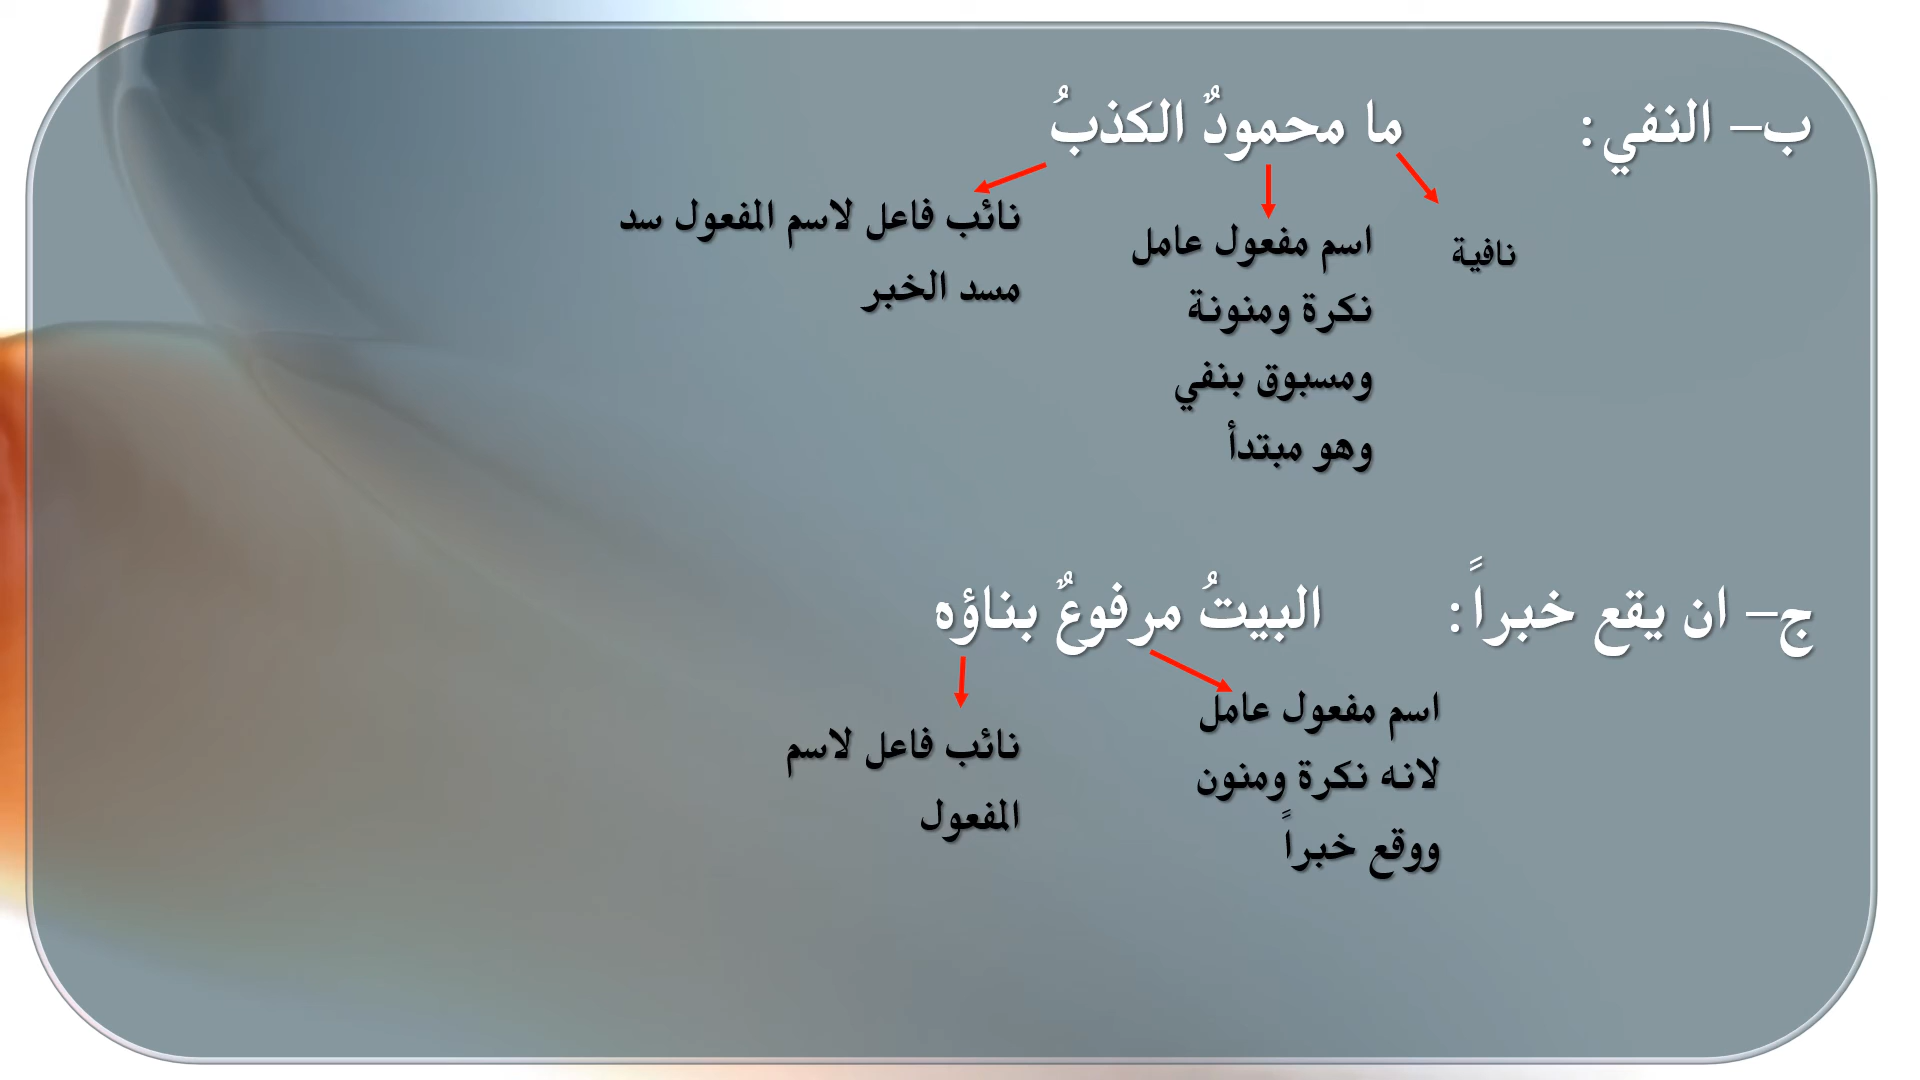 ب– النفي: ما محمودٌ الكذبُ
نافية
اسم مفعول عامل
نكرة ومنونة
ومسبوق بنفي
وهو مبتدأ
نائب فاعل لاسم المفعول سد
مسد الخبر
ج– ان يقع خبراً: البيتُ مرفوعٌ بناؤه
اسم مفعول عامل
لانه نكرة ومنون
ووقع خبراً
نائب فاعل لاسم
المفعول